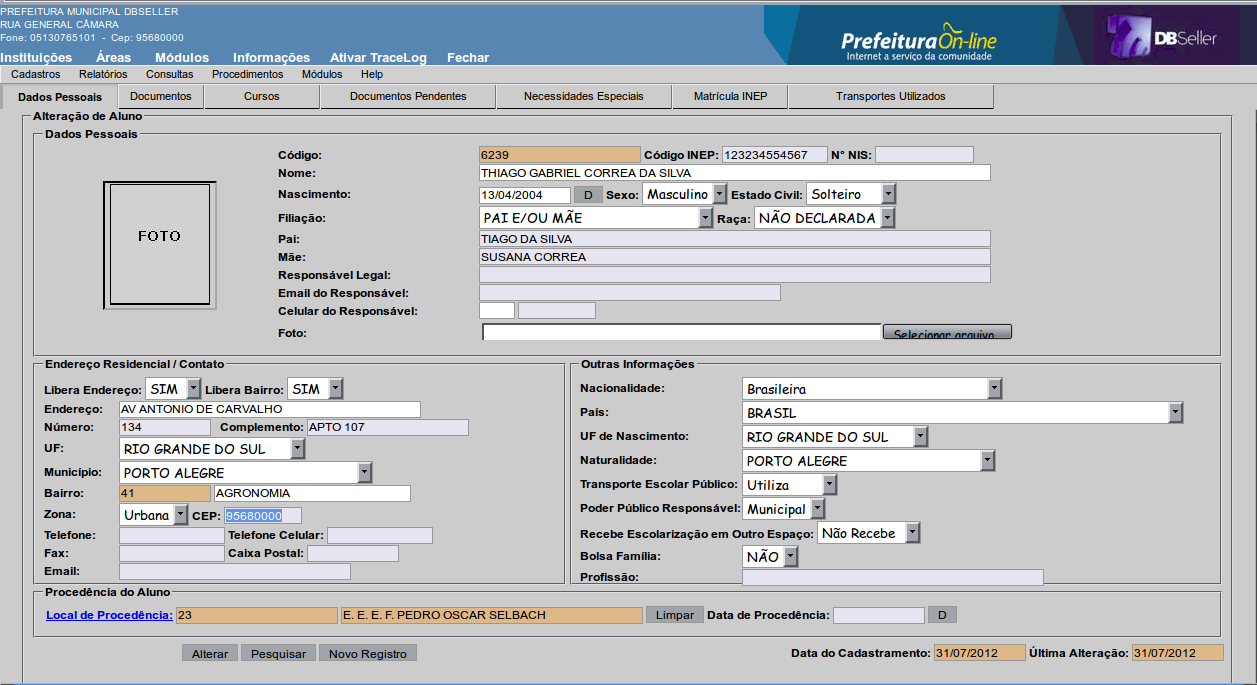 PREFEITURA MUNICIPAL DBSELLER
RUA GENERAL CÂMARA
Fone: 05130765101 - Cep: 95680000
Prefeitura On-line
Internet a serviço da comunidade
DBSeller
Instituições Áreas Módulos Informações Ativar TraceLog Fechar
Cadastros Relatórios Consultas Procedimentos Módulos Help
Dados Pessoais Documentos Cursos Documentos Pendentes Necessidades Especiais Matrícula INEP Transportes Utilizados
Alteração de Aluno
Dados Pessoais
FOTO
Código: 6239 Código INEP: 123234554567 N° NIS:
Nome: THIAGO GABRIEL CORREA DA SILVA
Nascimento: 13/04/2004 D Sexo: Masculino Estado Civil: Solteiro
Filiação: PAI E/OU MÃE Raça: NÃO DECLARADA
Pai: TIAGO DA SILVA
Mãe: SUSANA CORREA
Responsável Legal:
Email do Responsável:
Celular do Responsável:
Foto: Selecionar arquivo
Endereço Residencial / Contato
Libera Endereço: SIM Libera Bairro: SIM
Endereço: AV ANTONIO DE CARVALHO
Número: 134 Complemento: APTO 107
UF: RIO GRANDE DO SUL
Município: PORTO ALEGRE
Bairro: 41 AGRONOMIA
Zona: Urbana CEP: 95680000
Telefone: Telefone Celular:
Fax: Caixa Postal:
Email:
Outras Informações
Nacionalidade: Brasileira
País: BRASIL
UF de Nascimento: RIO GRANDE DO SUL
Naturalidade: PORTO ALEGRE
Transporte Escolar Público: Utiliza
Poder Público Responsável: Municipal
Recebe Escolarização em Outro Espaço: Não Recebe
Bolsa Família: NÃO
Profissão:
Procedência do Aluno
Local de Procedência: 23 E. E. E. F. PEDRO OSCAR SELBACH Limpar Data de Procedência: D
Alterar Pesquisar Novo Registro Data do Cadastramento: 31/07/2012 Última Alteração: 31/07/2012